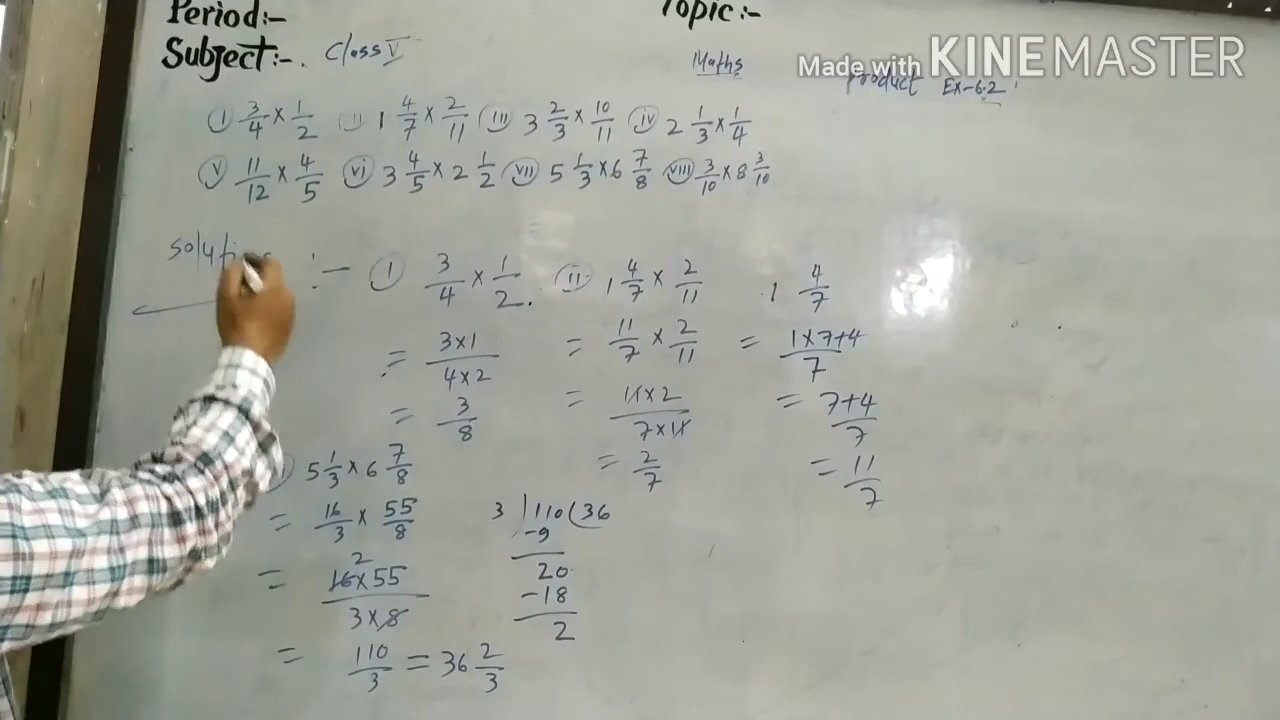 Period:-
Topic:-
Subject:-. Class V
Maths
Made with KINEMASTER
Product Ex-6.2
(i) 3/4 × 1/2 (ii) 1 4/7 × 2/11 (iii) 3 2/3 × 10/11 (iv) 2 1/3 × 1/4
(v) 11/12 × 4/5 (vi) 3 4/5 × 2 1/2 (vii) 5 1/3 × 6 7/8 (viii) 3/10 × 8 3/10
:- (i) 3/4 × 1/2. (ii) 1 4/7 × 2/11 1 4/7
= 3×1/4×2 = 11/7 × 2/11 = 1×7+4/7
= 3/8 = 11×2/7×11 = 7+4/7
= 2/7 = 11/7
5 1/3 × 6 7/8
= 16/3 × 55/8 3 110 36
-9
2 20
= 16×55/3×8 -18
2
= 110/3 = 36 2/3